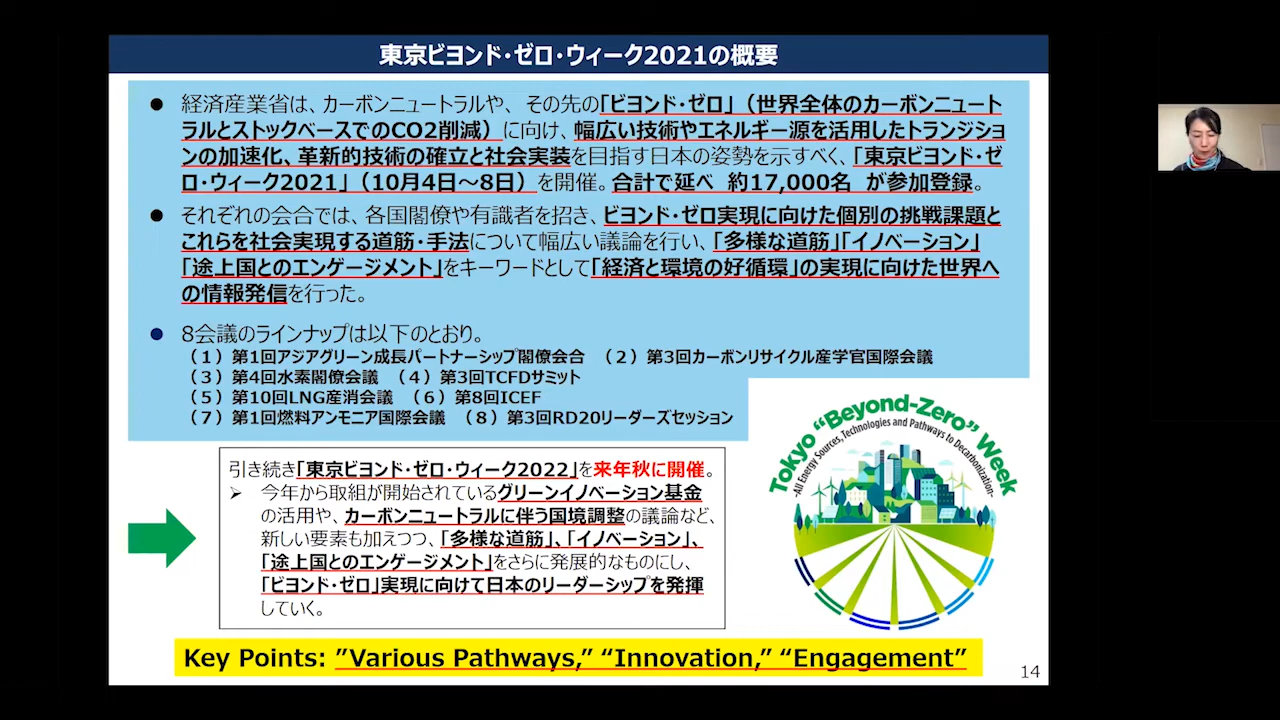 東京ビヨンド・ゼロ・ウィーク2021の概要
● 経済産業省は、カーボンニュートラルや、その先の「ビヨンド・ゼロ」（世界全体のカーボンニュート
ラルとストックベースでのCO2削減）に向け、幅広い技術やエネルギー源を活用したトランジショ
ンの加速化、革新的技術の確立と社会実装を目指す日本の姿勢を示すべく、「東京ビヨンド・ゼ
ロ・ウィーク2021」（10月4日～8日）を開催。合計で延べ 約17,000名 が参加登録。
● それぞれの会合では、各国閣僚や有識者を招き、ビヨンド・ゼロ実現に向けた個別の挑戦課題と
これらを社会実現する道筋・手法について幅広い議論を行い、「多様な道筋」「イノベーション」
「途上国とのエンゲージメント」をキーワードとして「経済と環境の好循環」の実現に向けた世界へ
の情報発信を行った。
● 8会議のラインナップは以下のとおり。
（１）第1回アジアグリーン成長パートナーシップ閣僚会合 （２）第3回カーボンリサイクル産学官国際会議
（３）第4回水素閣僚会議 （４）第3回TCFDサミット
（５）第10回LNG産消会議 （６）第8回ICEF
（７）第1回燃料アンモニア国際会議 （８）第3回RD20リーダーズセッション
引き続き「東京ビヨンド・ゼロ・ウィーク2022」を来年秋に開催。
➢ 今年から取組が開始されているグリーンイノベーション基金
の活用や、カーボンニュートラルに伴う国境調整の議論など、
新しい要素も加えつつ、「多様な道筋」、「イノベーション」、
「途上国とのエンゲージメント」をさらに発展的なものにし、
「ビヨンド・ゼロ」実現に向けて日本のリーダーシップを発揮
していく。
Tokyo “Beyond-Zero” Week
-All Energy Sources, Technologies and Pathways to Decarbonization-
Key Points: ”Various Pathways,” “Innovation,” “Engagement”
14